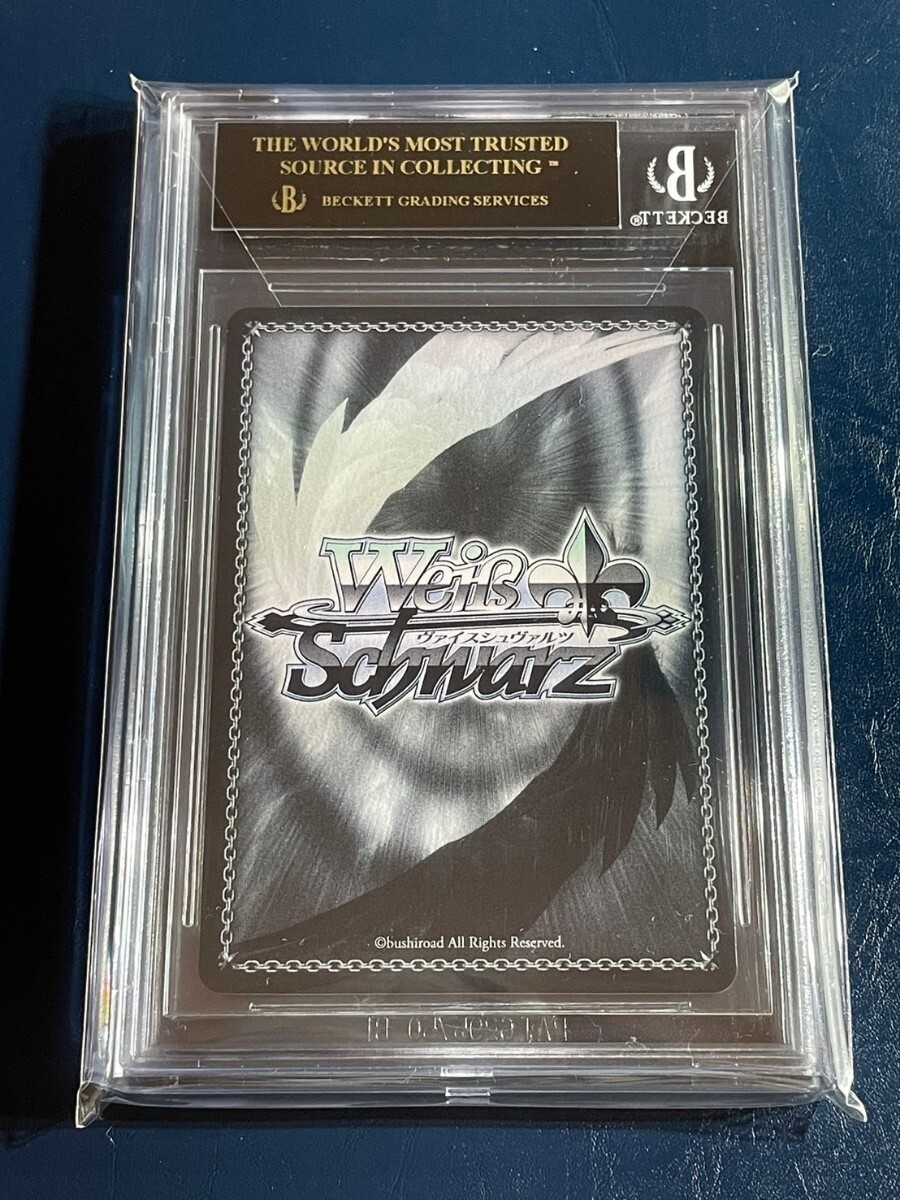 THE WORLD'S MOST TRUSTED
SOURCE IN COLLECTING ™
B BECKETT GRADING SERVICES
B
BECKETT®
Weiß
ヴァイスシュヴァルツ
Schwarz
©bushiroad All Rights Reserved.